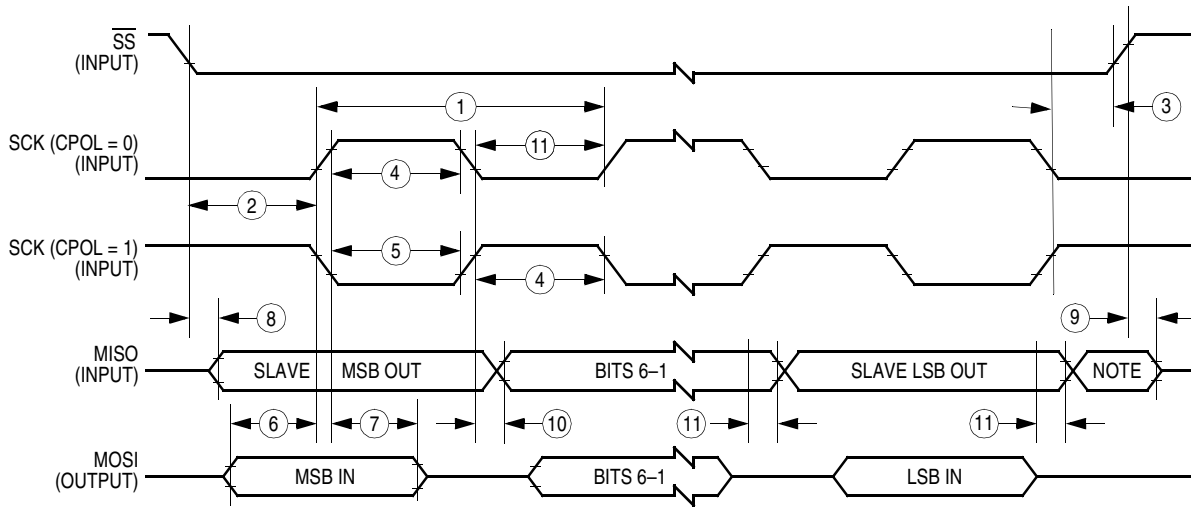 SS
(INPUT)
1
3
SCK (CPOL = 0)
(INPUT)
11
4
2
SCK (CPOL = 1)
(INPUT)
5
4
8
9
MISO
(INPUT)
SLAVE MSB OUT
BITS 6–1
SLAVE LSB OUT
NOTE
6
7
10
11
11
MOSI
(OUTPUT)
MSB IN
BITS 6–1
LSB IN